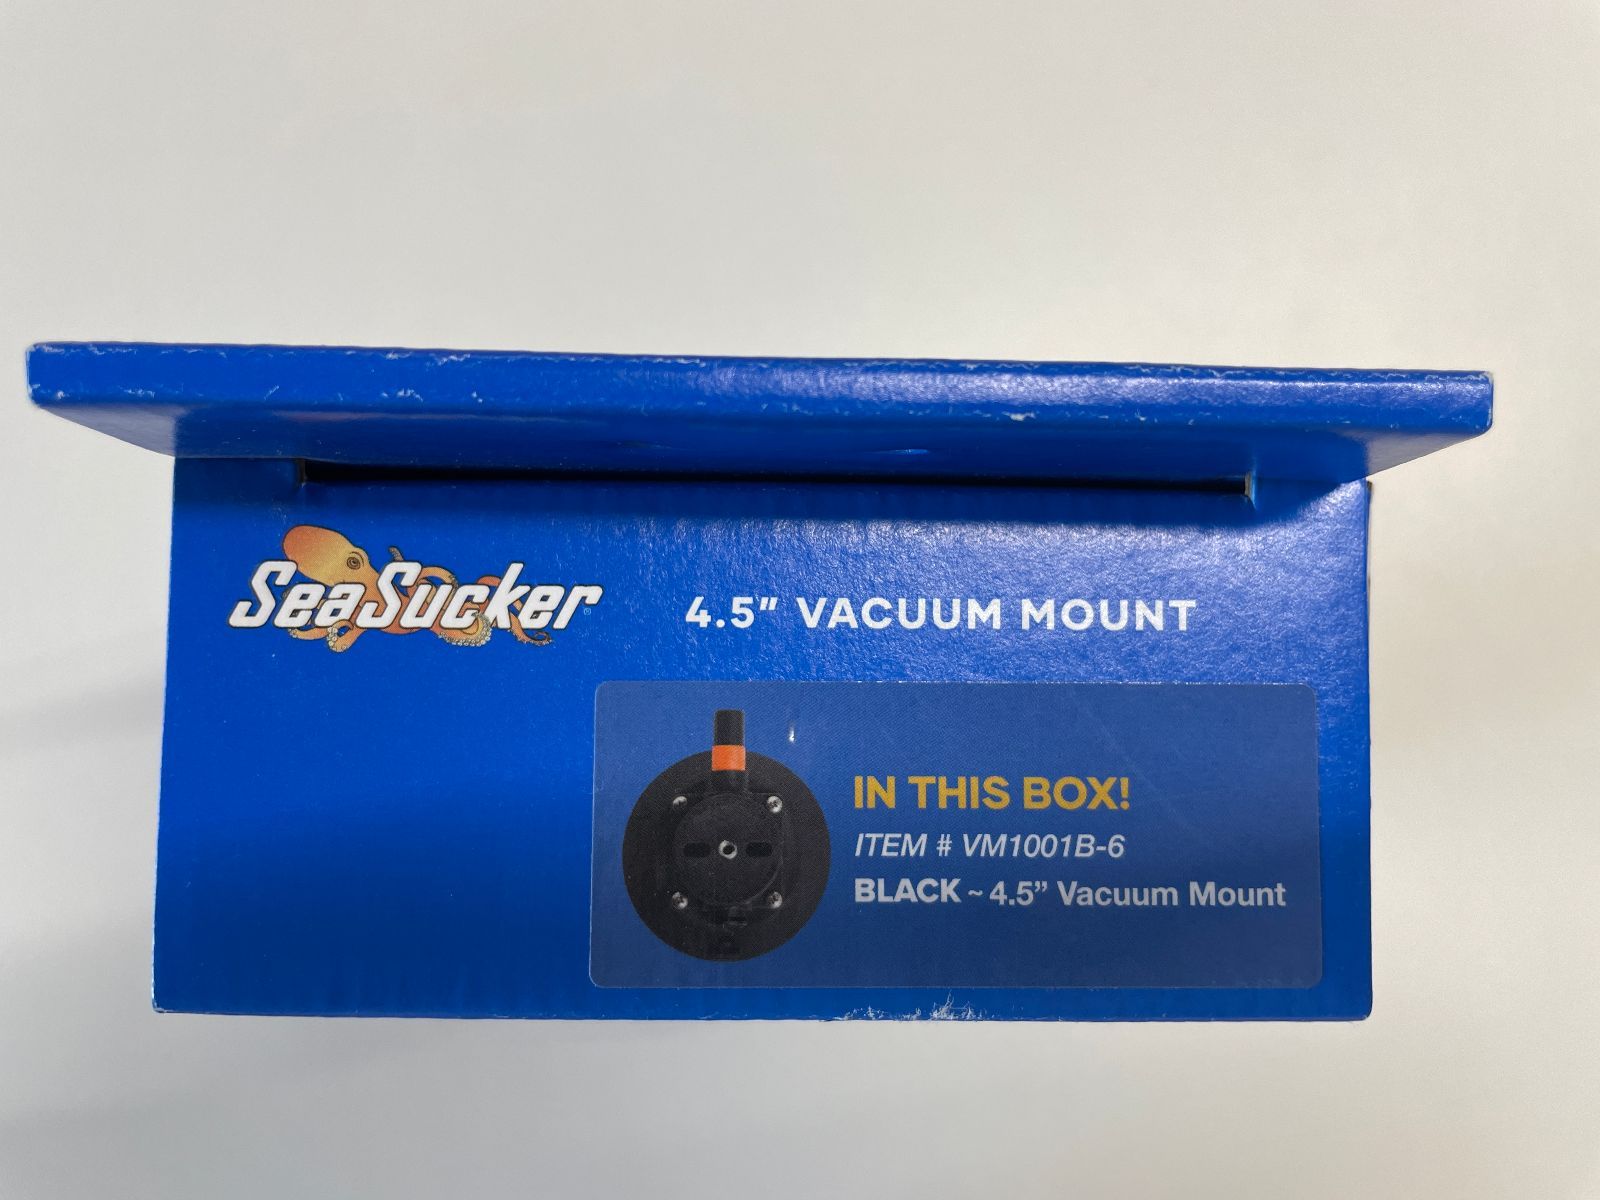 SeaSucker
4.5" VACUUM MOUNT
IN THIS BOX!
ITEM # VM1001B-6
BLACK ~ 4.5” Vacuum Mount